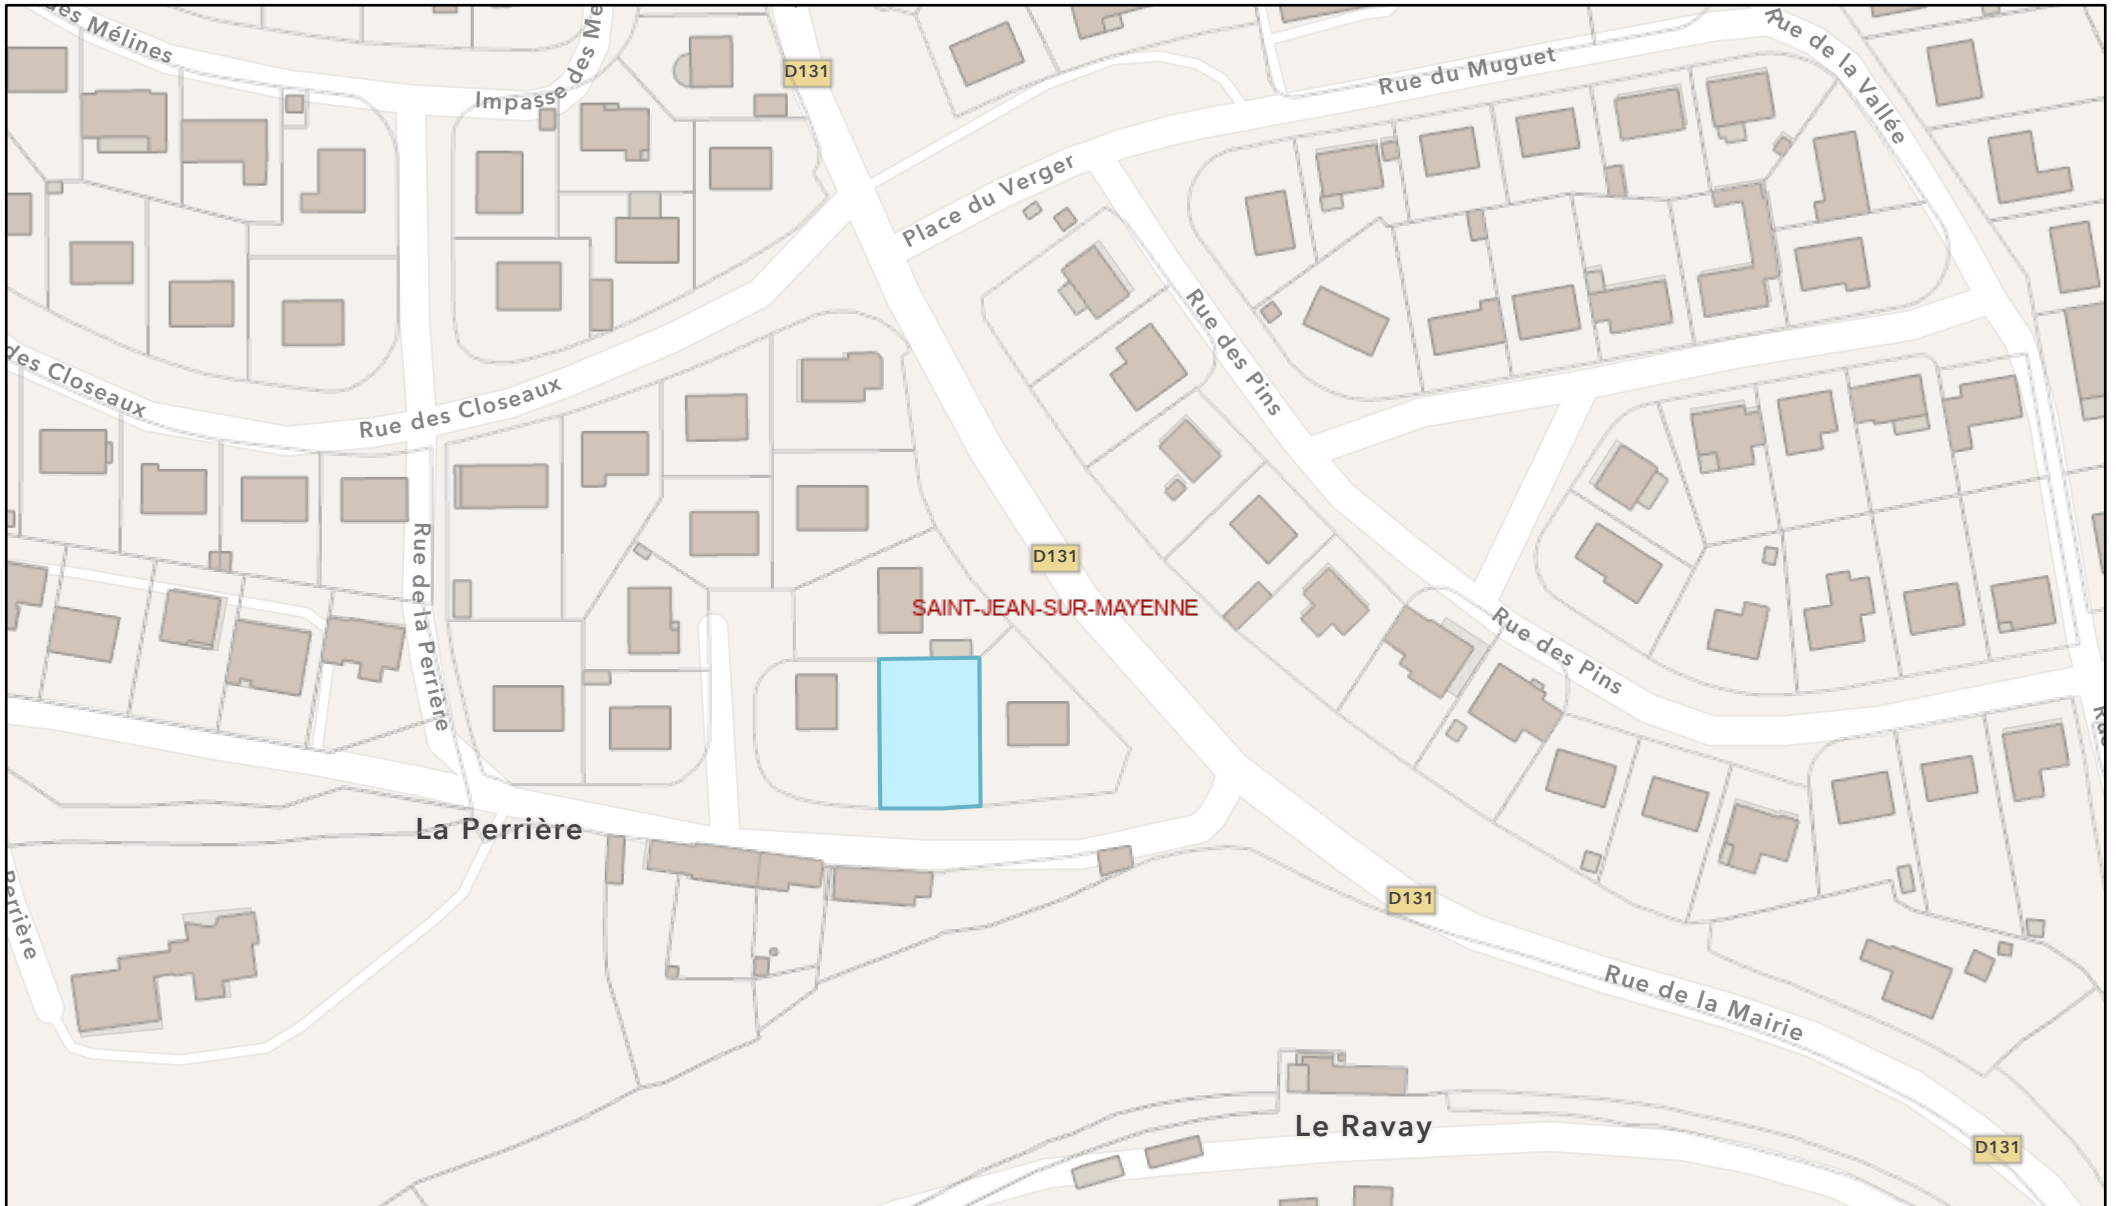 des Mélines
Impasse des Me
D131
Rue du Muguet
Rue de la Vallée
Place du Verger
Rue des Pins
des Closeaux
Rue des Closeaux
Rue de la Perrière
D131
SAINT-JEAN-SUR-MAYENNE
Rue des Pins
La Perrière
Perrière
D131
Rue de la Mairie
Le Ravay
D131